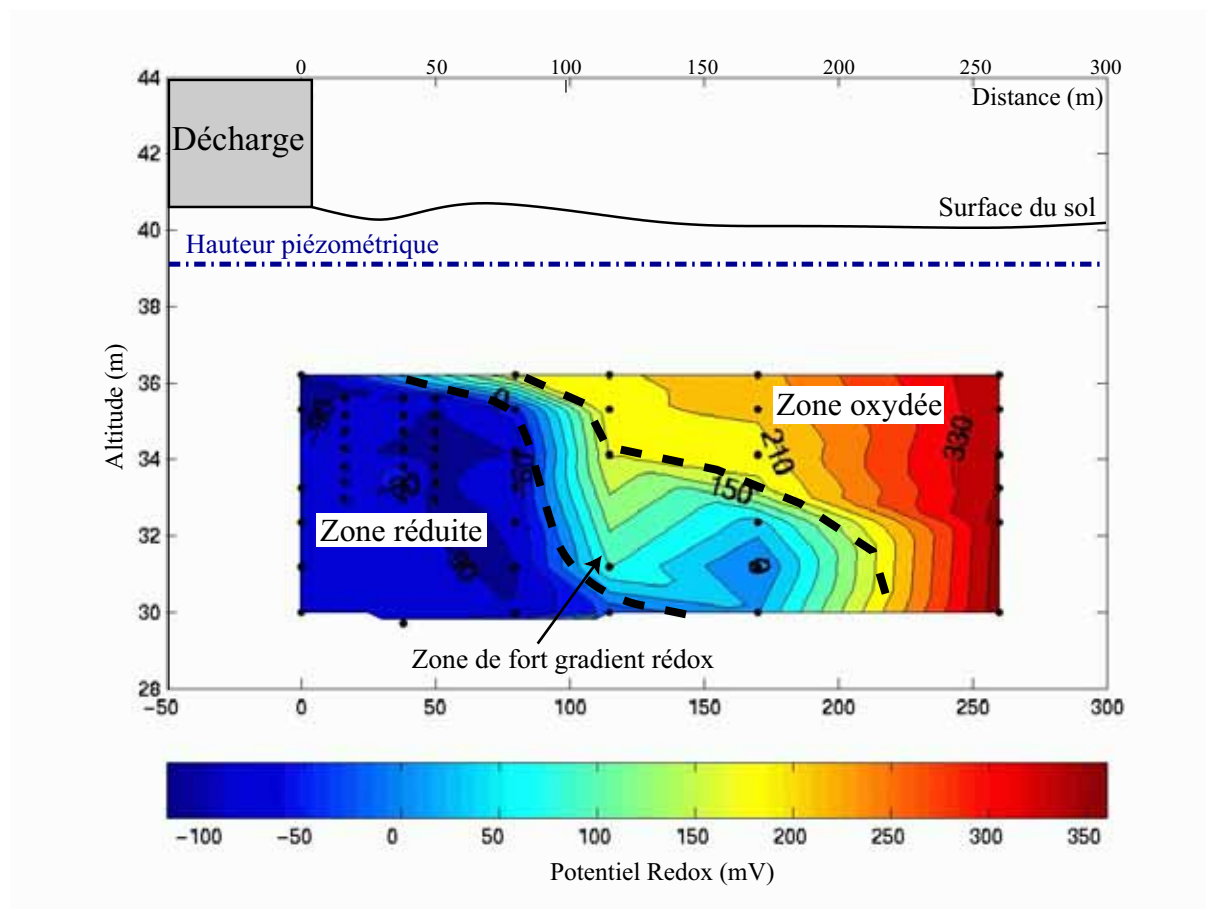 0 50 100 150 200 250 300
Distance (m)
44
Décharge
42
Surface du sol
40
Hauteur piézométrique
38
36
Zone oxydée
0
330
210
34
150
Altitude (m)
Zone réduite
32
30
Zone de fort gradient rédox
28
−50 0 50 100 150 200 250 300
−100 −50 0 50 100 150 200 250 300 350
Potentiel Redox (mV)